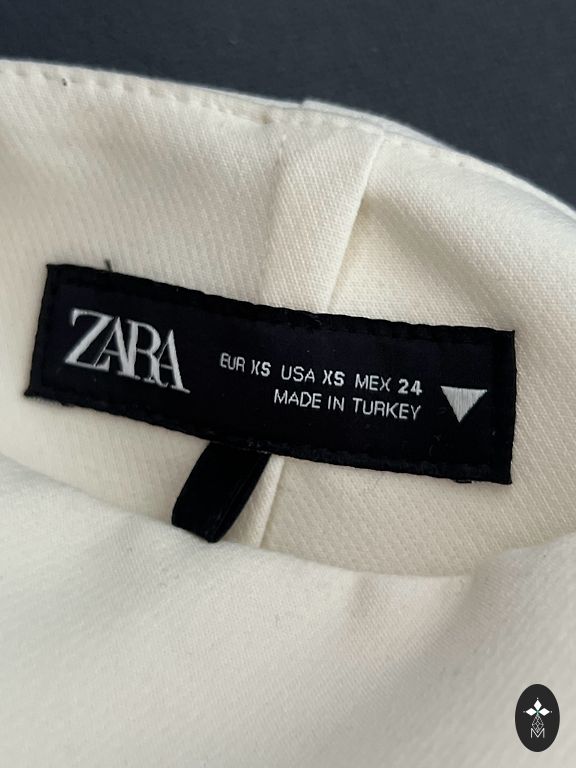 ZARA
EUR XS USA XS MEX 24
MADE IN TURKEY
M